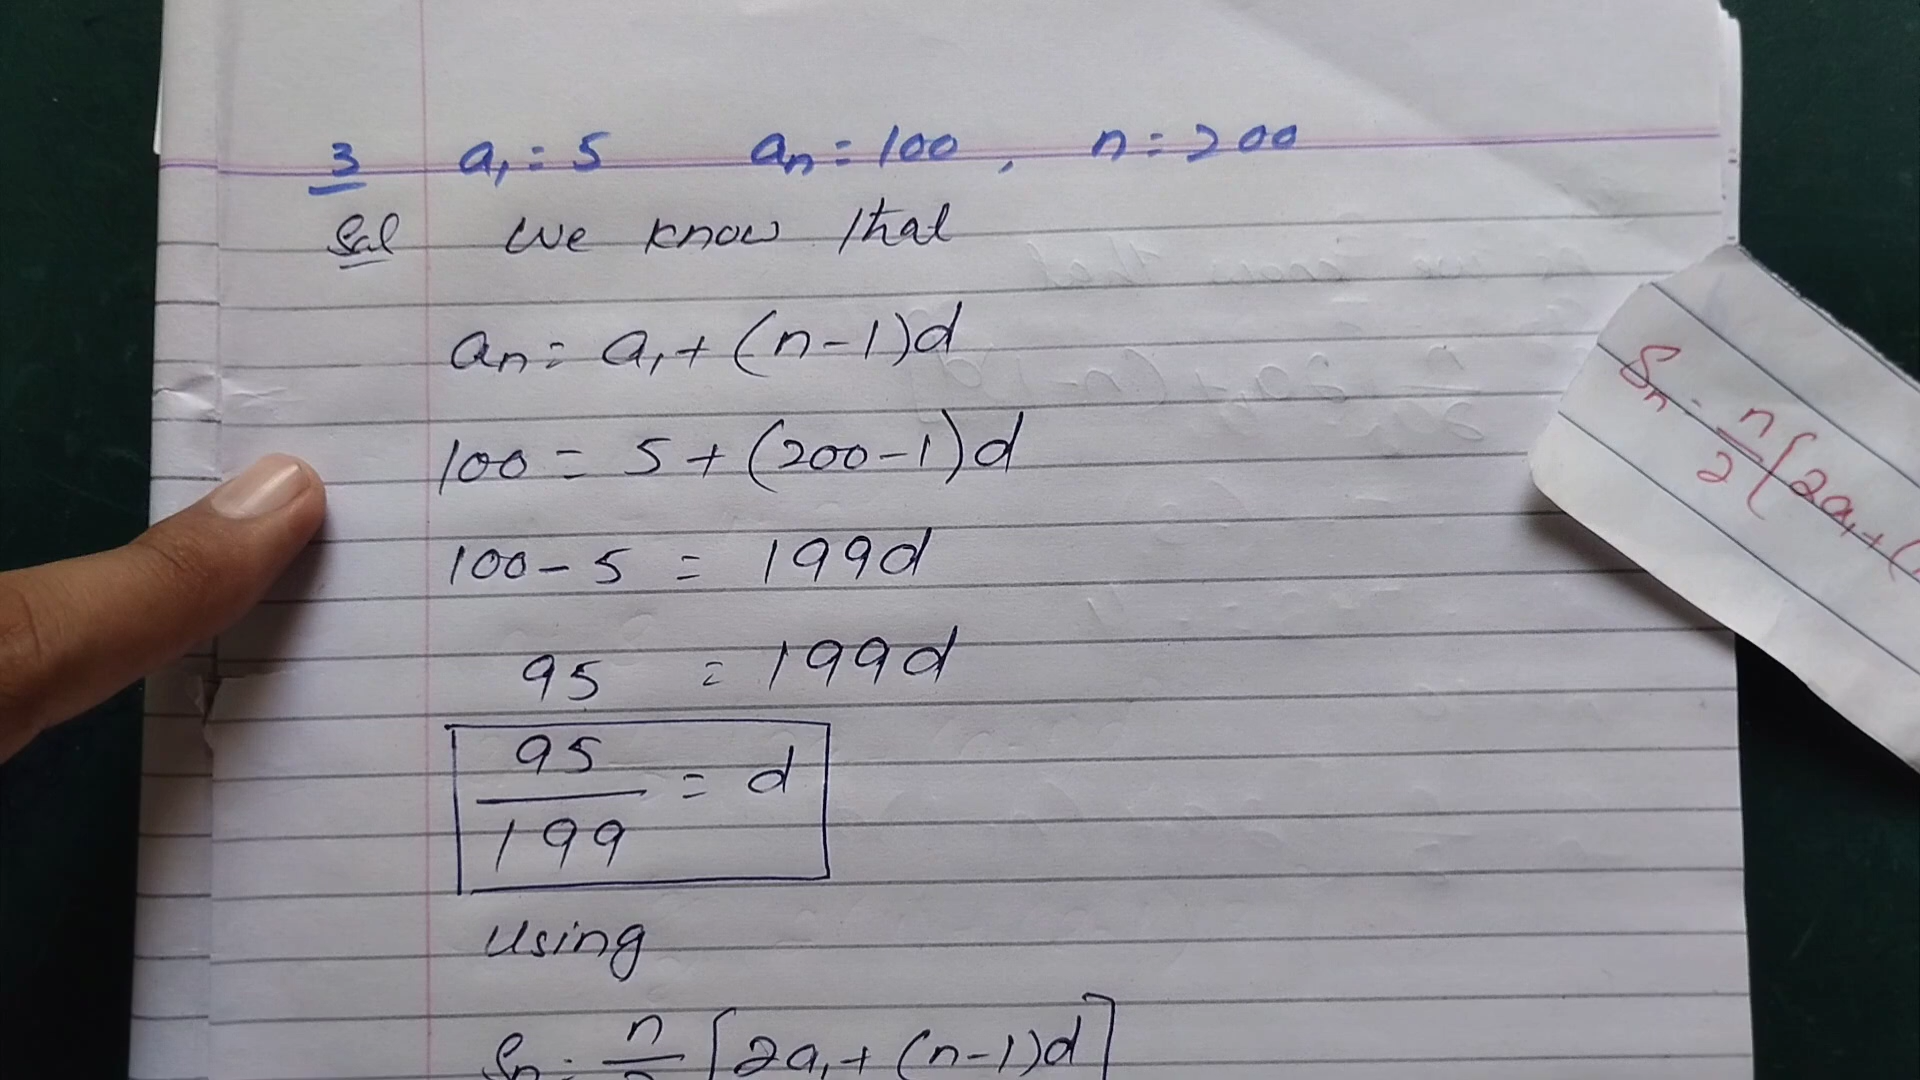 3 a₁ = 5 aₙ = 100 , n = 200
Sol We know that
aₙ = a₁ + (n-1)d
100 = 5 + (200-1)d
100 - 5 = 199d
95 = 199d
95/199 = d
Using
Sₙ = n/2 [2a₁ + (n-1)d]
Sₙ = n/2 [2a₁ + (